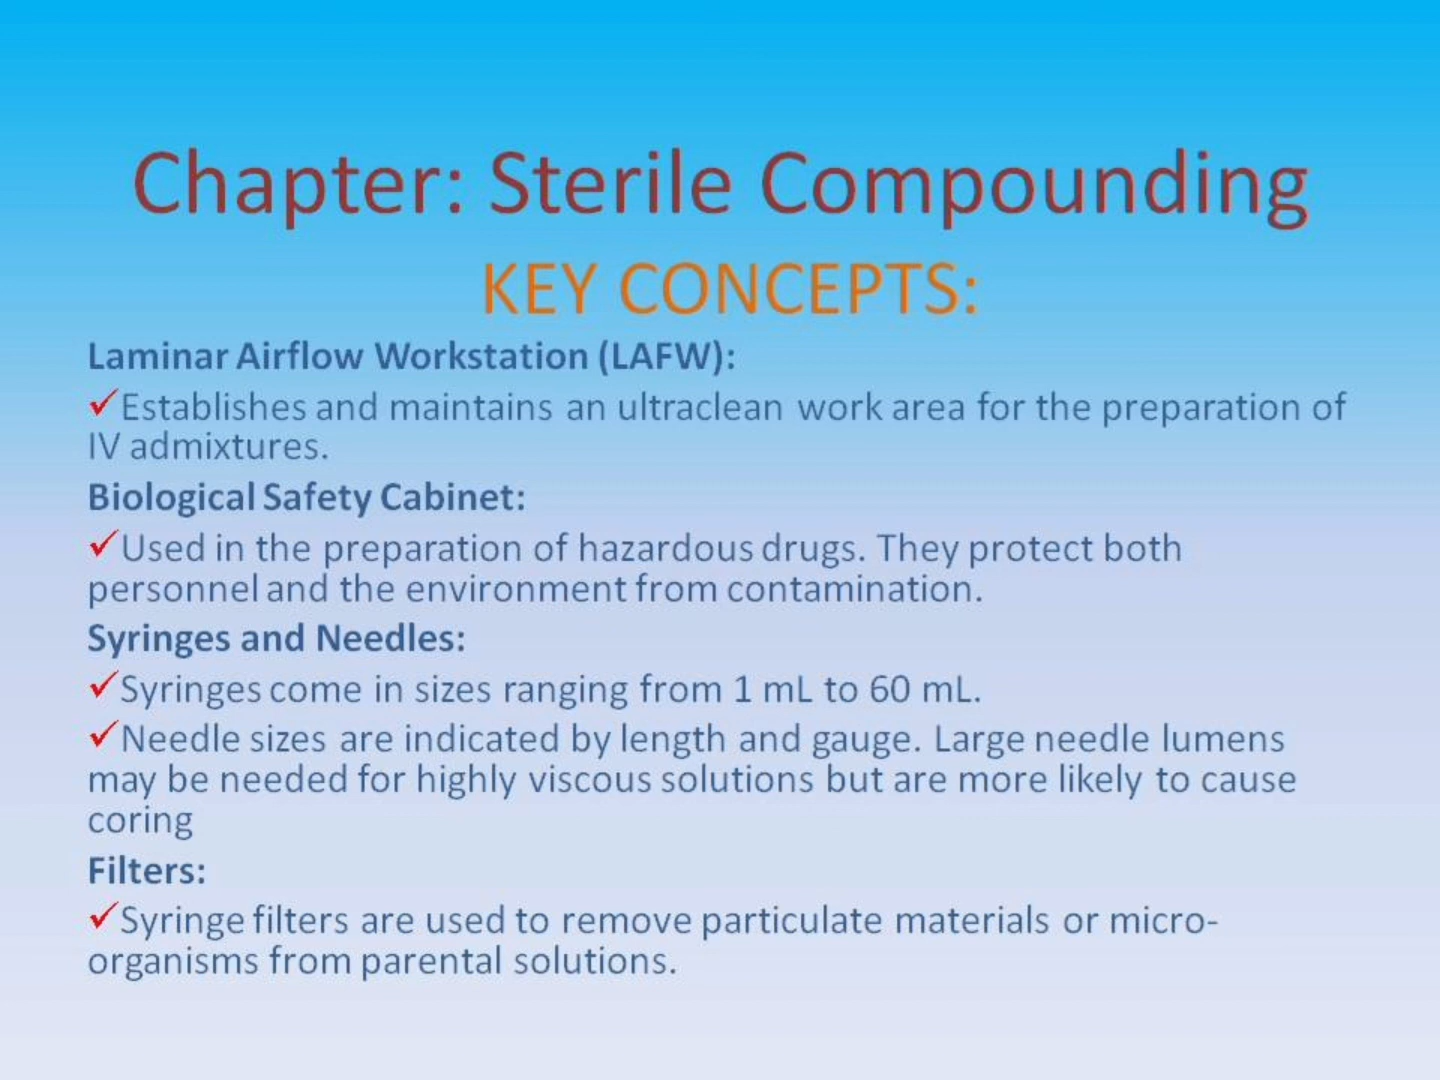 Chapter: Sterile Compounding
KEY CONCEPTS:
Laminar Airflow Workstation (LAFW):
✓Establishes and maintains an ultraclean work area for the preparation of
IV admixtures.
Biological Safety Cabinet:
✓Used in the preparation of hazardous drugs. They protect both
personnel and the environment from contamination.
Syringes and Needles:
✓Syringes come in sizes ranging from 1 mL to 60 mL.
✓Needle sizes are indicated by length and gauge. Large needle lumens
may be needed for highly viscous solutions but are more likely to cause
coring
Filters:
✓Syringe filters are used to remove particulate materials or micro-
organisms from parental solutions.